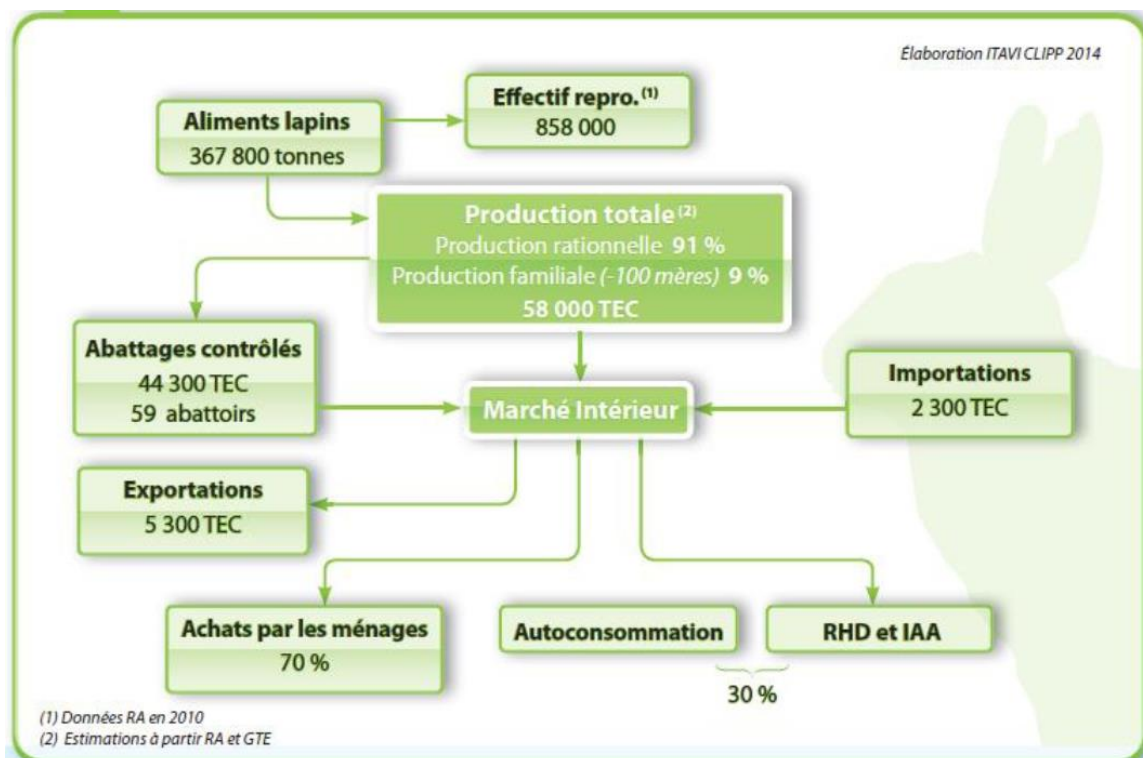 Élaboration ITAVI CLIPP 2014
Effectif repro. (1)
858 000
Aliments lapins
367 800 tonnes
Production totale (2)
Production rationnelle 91 %
Production familiale (-100 mères) 9 %
58 000 TEC
Abattages contrôlés
44 300 TEC
59 abattoirs
Marché Intérieur
Importations
2 300 TEC
Exportations
5 300 TEC
Achats par les ménages
70 %
Autoconsommation
RHD et IAA
30 %
(1) Données RA en 2010
(2) Estimations à partir RA et GTE